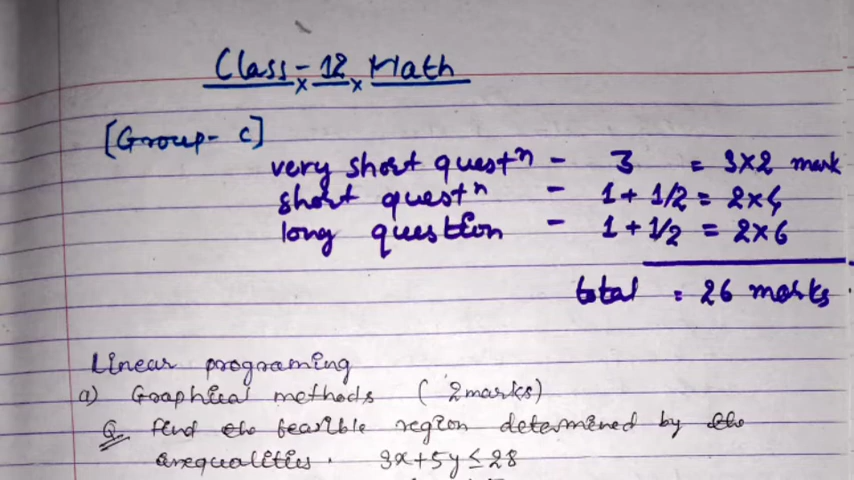 Class - 12 Math
[Group - C]
very short questn - 3 = 3x2 mark
short questn - 1 + 1/2 = 2x4
long question - 1 + 1/2 = 2x6
total = 26 marks
Linear programing
a) Graphical methods (2marks)
Q. Find the feasible region determined by the
inequalities. 3x+5y ≤ 28